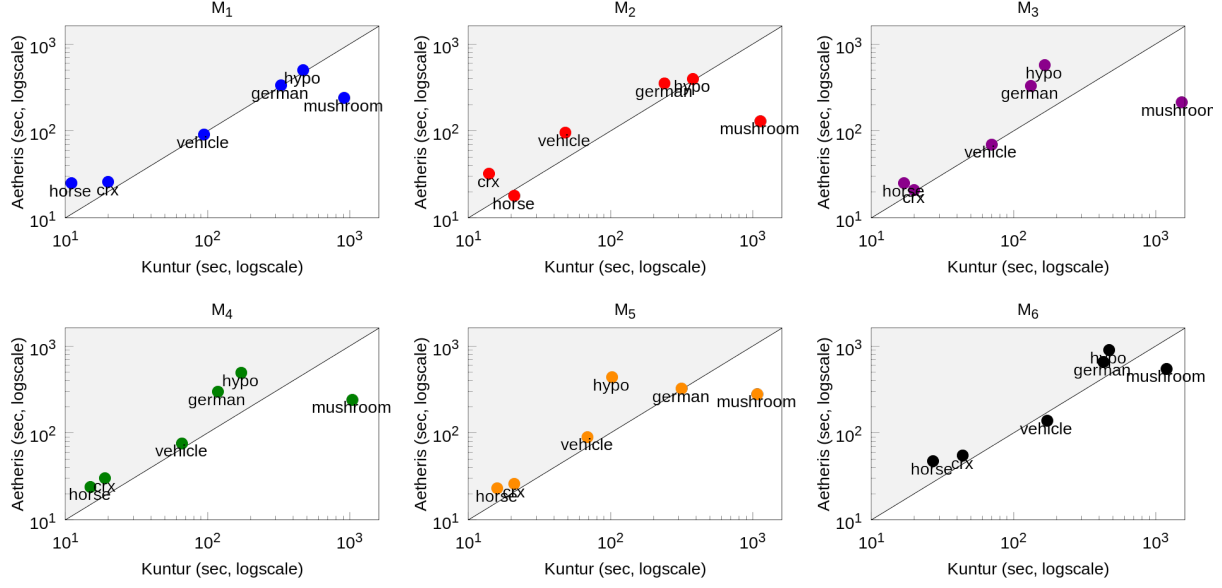 M₁
Aetheris (sec, logscale)
10³
10²
10¹
hypo
german
mushroom
vehicle
horse
crx
10¹ 10² 10³
Kuntur (sec, logscale)
M₂
Aetheris (sec, logscale)
10³
10²
10¹
german
hypo
mushroom
vehicle
crx
horse
10¹ 10² 10³
Kuntur (sec, logscale)
M₃
Aetheris (sec, logscale)
10³
10²
10¹
hypo
german
mushroom
vehicle
horse
crx
10¹ 10² 10³
Kuntur (sec, logscale)
M₄
Aetheris (sec, logscale)
10³
10²
10¹
hypo
german
mushroom
vehicle
horse
crx
10¹ 10² 10³
Kuntur (sec, logscale)
M₅
Aetheris (sec, logscale)
10³
10²
10¹
hypo
german
mushroom
vehicle
horse
crx
10¹ 10² 10³
Kuntur (sec, logscale)
M₆
Aetheris (sec, logscale)
10³
10²
10¹
hypo
german
mushroom
vehicle
horse
crx
10¹ 10² 10³
Kuntur (sec, logscale)